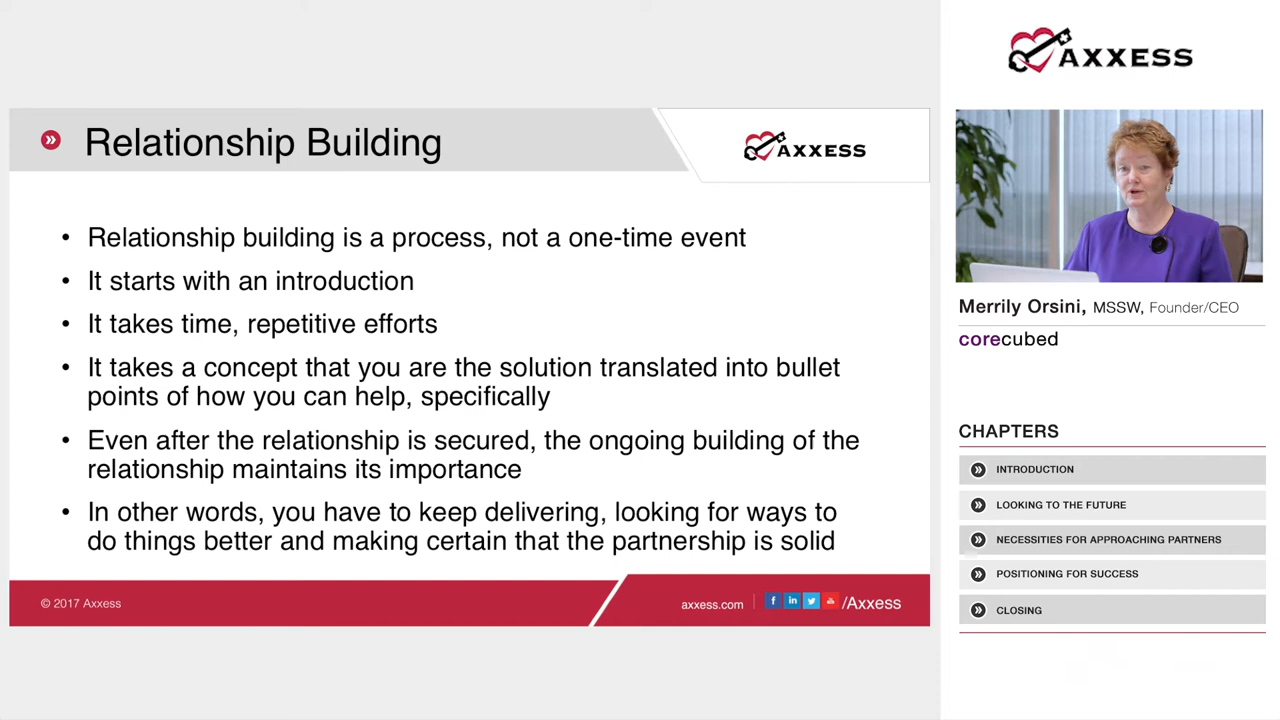 Relationship Building
AXXESS
• Relationship building is a process, not a one-time event
• It starts with an introduction
• It takes time, repetitive efforts
• It takes a concept that you are the solution translated into bullet
points of how you can help, specifically
• Even after the relationship is secured, the ongoing building of the
relationship maintains its importance
• In other words, you have to keep delivering, looking for ways to
do things better and making certain that the partnership is solid
© 2017 Axxess
axxess.com
/Axxess
AXXESS
Merrily Orsini, MSSW, Founder/CEO
corecubed
CHAPTERS
INTRODUCTION
LOOKING TO THE FUTURE
NECESSITIES FOR APPROACHING PARTNERS
POSITIONING FOR SUCCESS
CLOSING